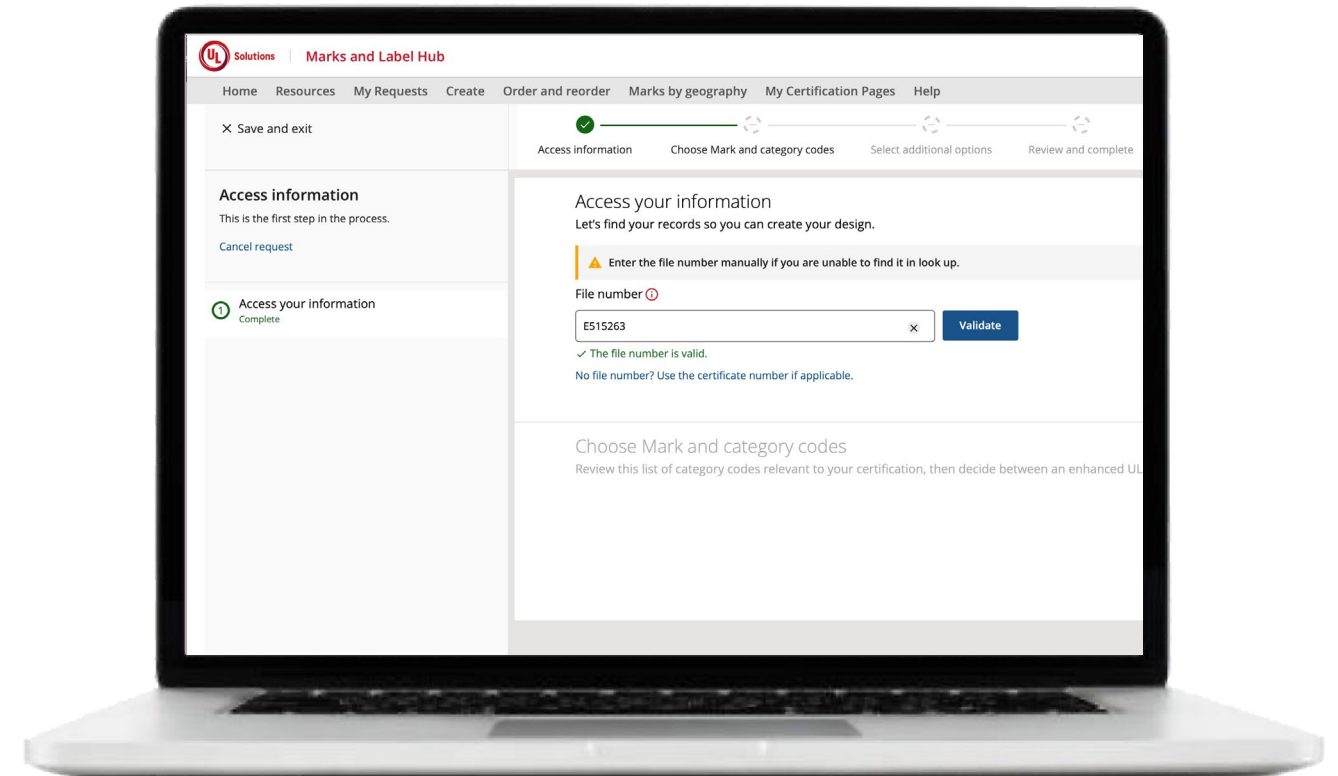 UL Solutions Marks and Label Hub
Home Resources My Requests Create Order and reorder Marks by geography My Certification Pages Help
Save and exit
Access information Choose Mark and category codes Select additional options Review and complete
Access information
This is the first step in the process.
Cancel request
1 Access your information
Complete
Access your information
Let's find your records so you can create your design.
Enter the file number manually if you are unable to find it in look up.
File number
E515263
Validate
The file number is valid.
No file number? Use the certificate number if applicable.
Choose Mark and category codes
Review this list of category codes relevant to your certification, then decide between an enhanced UL